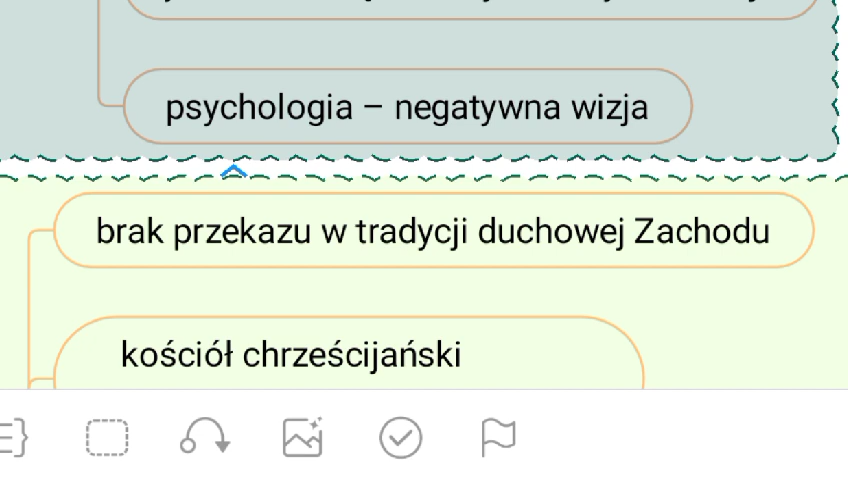 psychologia – negatywna wizja
brak przekazu w tradycji duchowej Zachodu
kościół chrześcijański